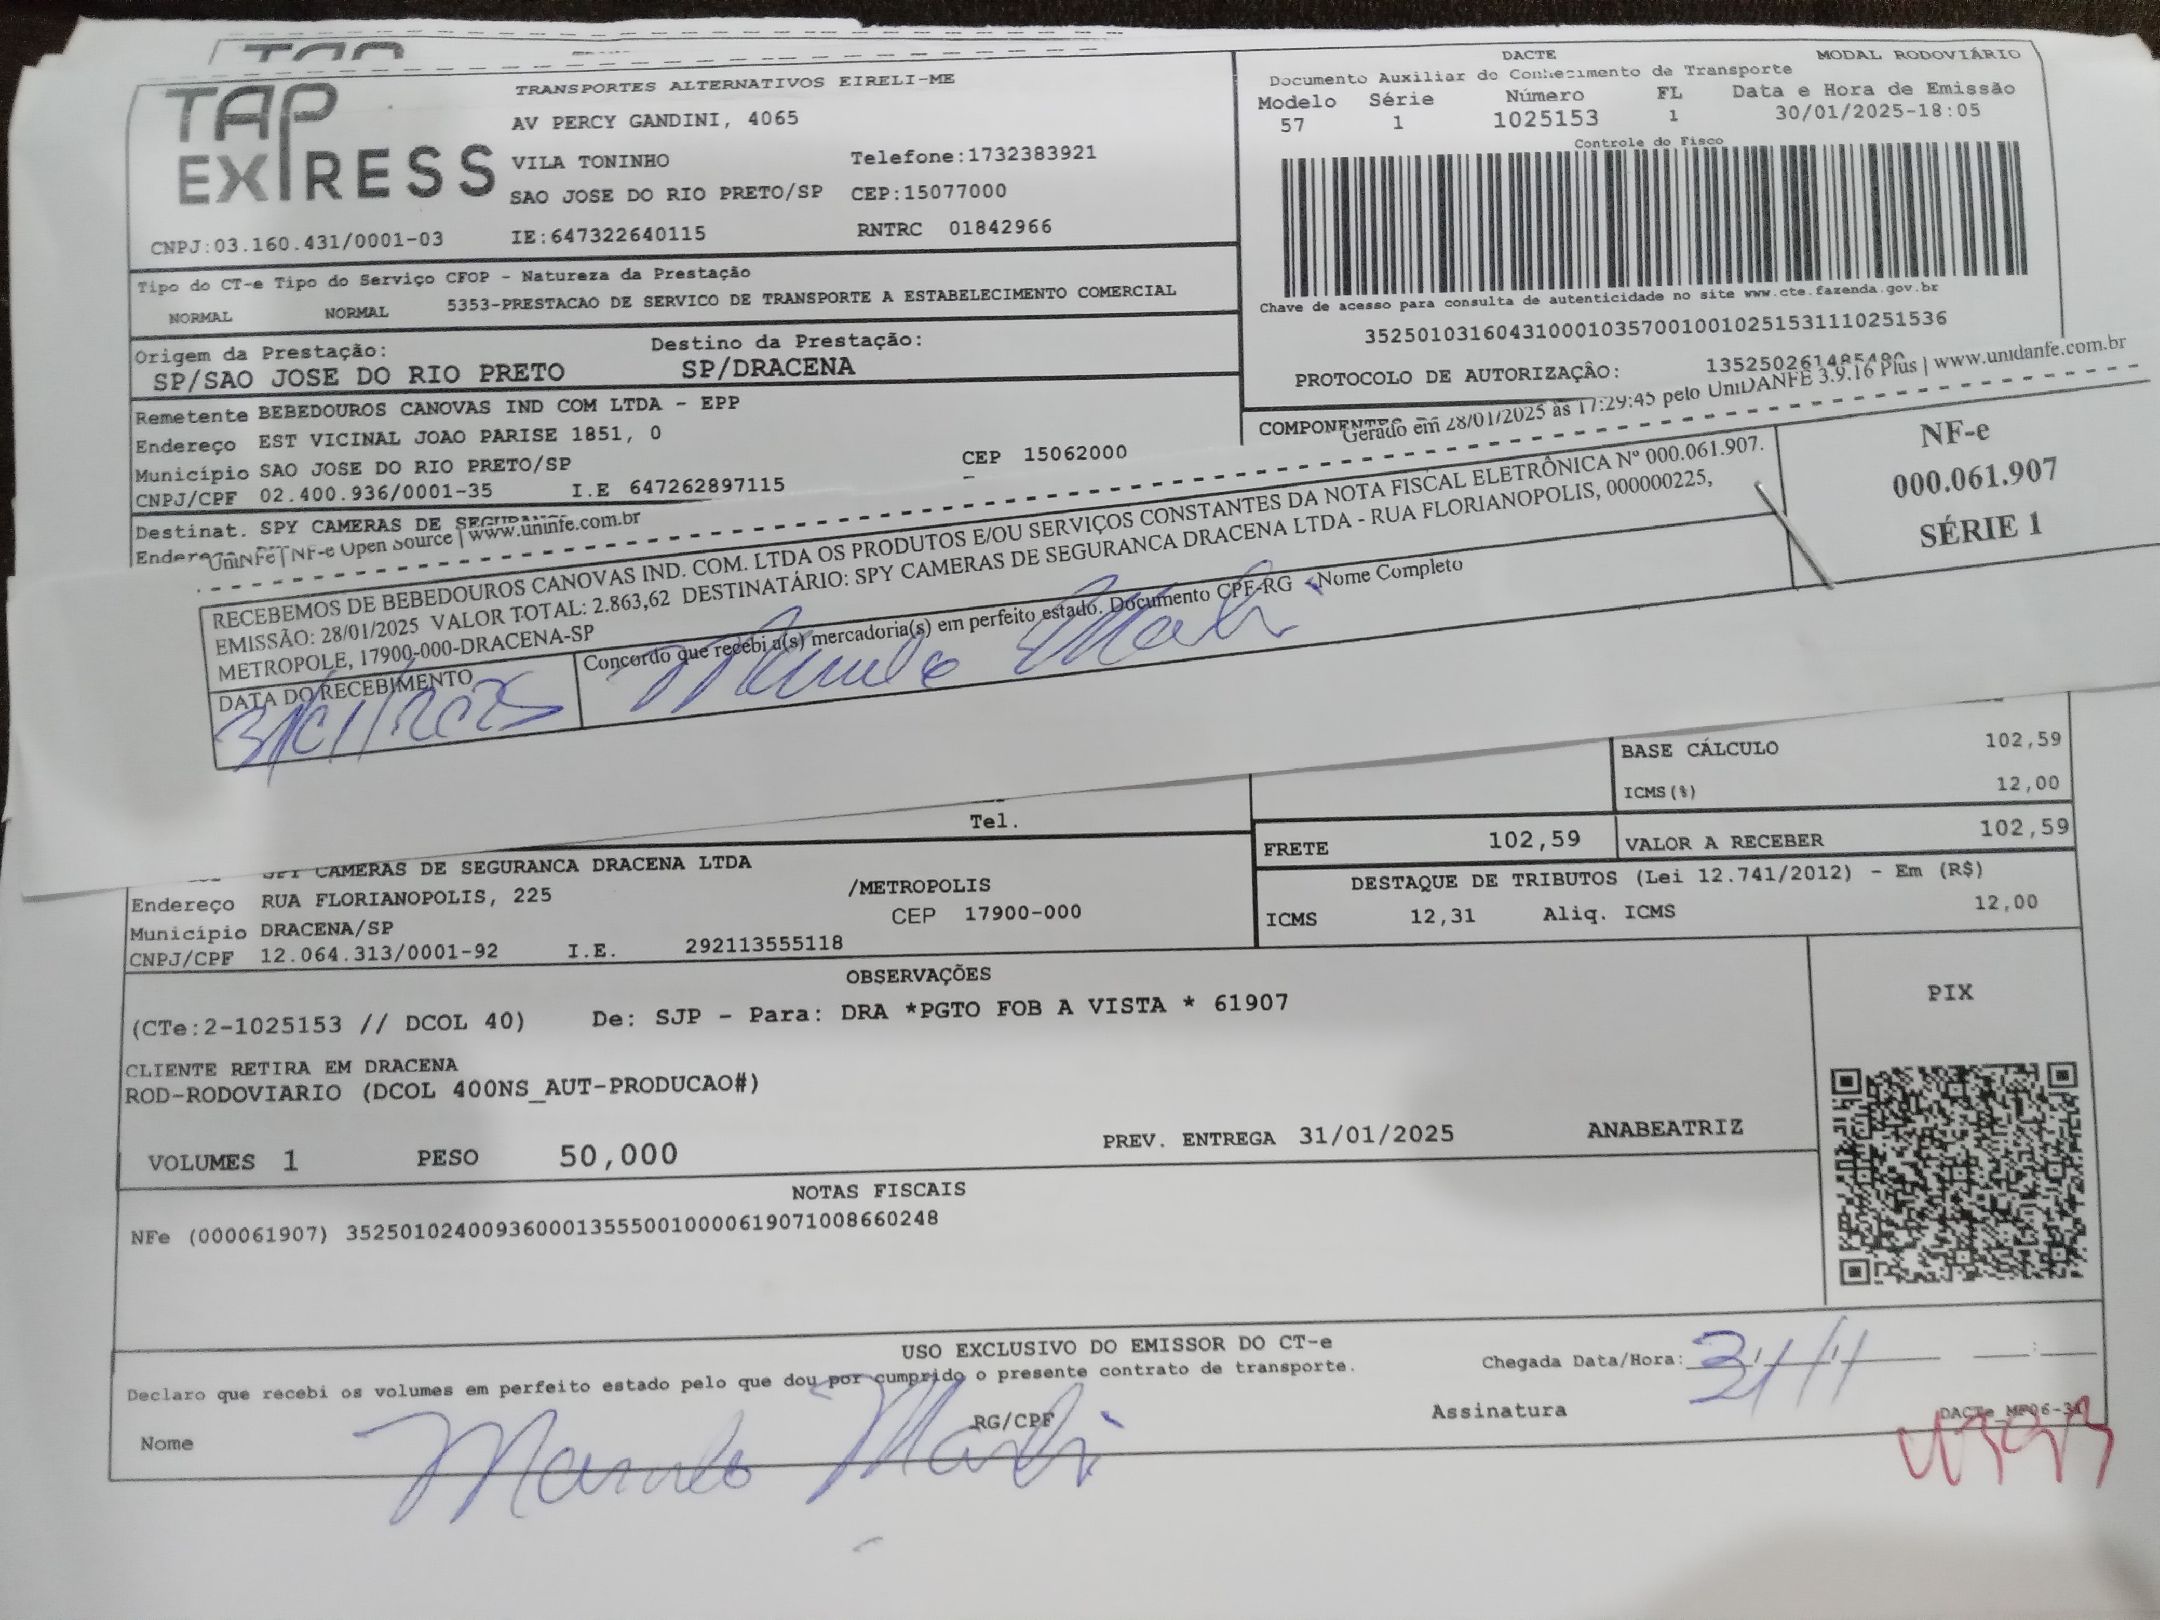 TAP
EXPRESS
TRANSPORTES ALTERNATIVOS EIRELI-ME
AV PERCY GANDINI, 4065
VILA TONINHO Telefone:1732383921
SAO JOSE DO RIO PRETO/SP CEP:15077000
CNPJ:03.160.431/0001-03 IE:647322640115 RNTRC 01842966
DACTE MODAL RODOVIÁRIO
Documento Auxiliar do Conhecimento de Transporte
Modelo Série Número FL Data e Hora de Emissão
57 1 1025153 1 30/01/2025-18:05
Controle do Fisco
Chave de acesso para consulta de autenticidade no site www.cte.fazenda.gov.br
35250103160431000103570010010251531110251536
PROTOCOLO DE AUTORIZAÇÃO:
Tipo do CT-e Tipo do Serviço CFOP - Natureza da Prestação
NORMAL NORMAL 5353-PRESTACAO DE SERVICO DE TRANSPORTE A ESTABELECIMENTO COMERCIAL
Origem da Prestação: Destino da Prestação:
SP/SAO JOSE DO RIO PRETO SP/DRACENA
Remetente BEBEDOUROS CANOVAS IND COM LTDA - EPP
Endereço EST VICINAL JOAO PARISE 1851, 0
Município SAO JOSE DO RIO PRETO/SP CEP 15062000
CNPJ/CPF 02.400.936/0001-35 I.E 647262897115
Destinat. SPY CAMERAS DE
Gerado em 28/01/2025 às 17:29:45 pelo UniDANFE 3.9.16 Plus | www.unidanfe.com.br
UniNFe | NF-e Open Source | www.uninfe.com.br
RECEBEMOS DE BEBEDOUROS CANOVAS IND. COM. LTDA OS PRODUTOS E/OU SERVIÇOS CONSTANTES DA NOTA FISCAL ELETRÔNICA Nº 000.061.907.
EMISSÃO: 28/01/2025 VALOR TOTAL: 2.863,62 DESTINATÁRIO: SPY CAMERAS DE SEGURANCA DRACENA LTDA - RUA FLORIANOPOLIS, 000000225,
METROPOLE, 17900-000-DRACENA-SP
DATA DO RECEBIMENTO
31/01/2025
Concordo que recebi a(s) mercadoria(s) em perfeito estado. Documento CPF-RG - Nome Completo
NF-e
000.061.907
SÉRIE 1
BASE CÁLCULO 102,59
ICMS(%) 12,00
Tel.
FRETE 102,59 VALOR A RECEBER 102,59
DESTAQUE DE TRIBUTOS (Lei 12.741/2012) - Em (R$)
ICMS 12,31 Aliq. ICMS 12,00
SPY CAMERAS DE SEGURANCA DRACENA LTDA
Endereço RUA FLORIANOPOLIS, 225 /METROPOLIS
Município DRACENA/SP CEP 17900-000
CNPJ/CPF 12.064.313/0001-92 I.E. 292113555118
OBSERVAÇÕES
(CTe:2-1025153 // DCOL 40) De: SJP - Para: DRA *PGTO FOB A VISTA * 61907
CLIENTE RETIRA EM DRACENA
ROD-RODOVIARIO (DCOL 400NS_AUT-PRODUCAO#)
VOLUMES 1 PESO 50,000 PREV. ENTREGA 31/01/2025 ANABEATRIZ
PIX
NOTAS FISCAIS
NFe (000061907) 35250102400936000135550010000619071008660248
USO EXCLUSIVO DO EMISSOR DO CT-e
Declaro que recebi os volumes em perfeito estado pelo que dou por cumprido o presente contrato de transporte.
Chegada Data/Hora: 31/1
Nome RG/CPF Assinatura